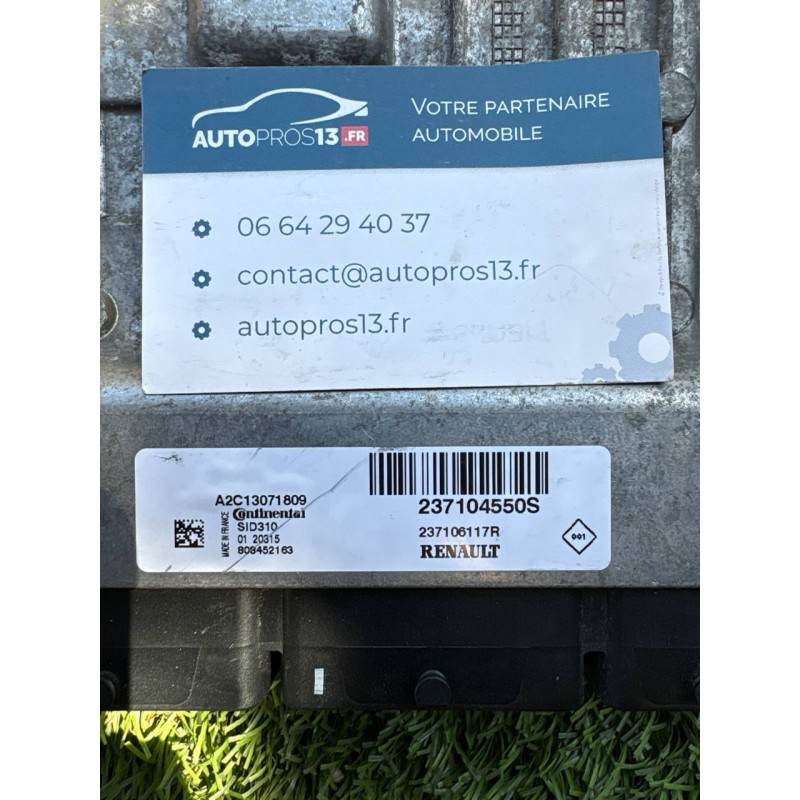 AUTOPROS13.FR
VOTRE PARTENAIRE
AUTOMOBILE
06 64 29 40 37
contact@autopros13.fr
autopros13.fr
A2C13071809
Continental
SID310
01 20315
803452163
MADE IN FRANCE
237104550S
237106117R
RENAULT
001